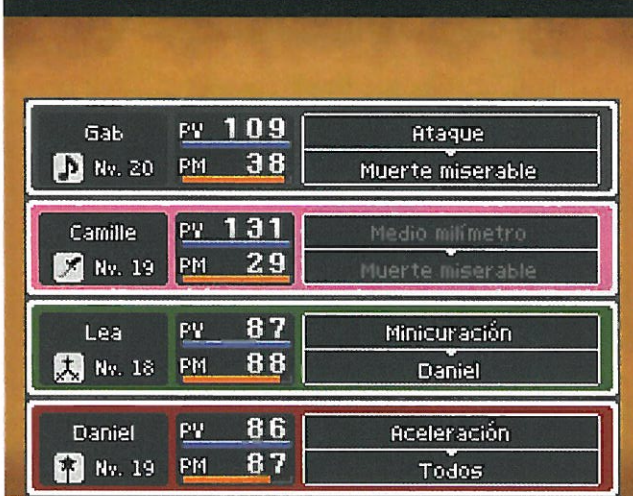 Gab PV 109 Ataque
Nv. 20 PM 38 Muerte miserable
Camille PV 131 Medio milímetro
Nv. 19 PM 29 Muerte miserable
Lea PV 87 Minicuración
Nv. 18 PM 88 Daniel
Daniel PV 86 Aceleración
Nv. 19 PM 87 Todos